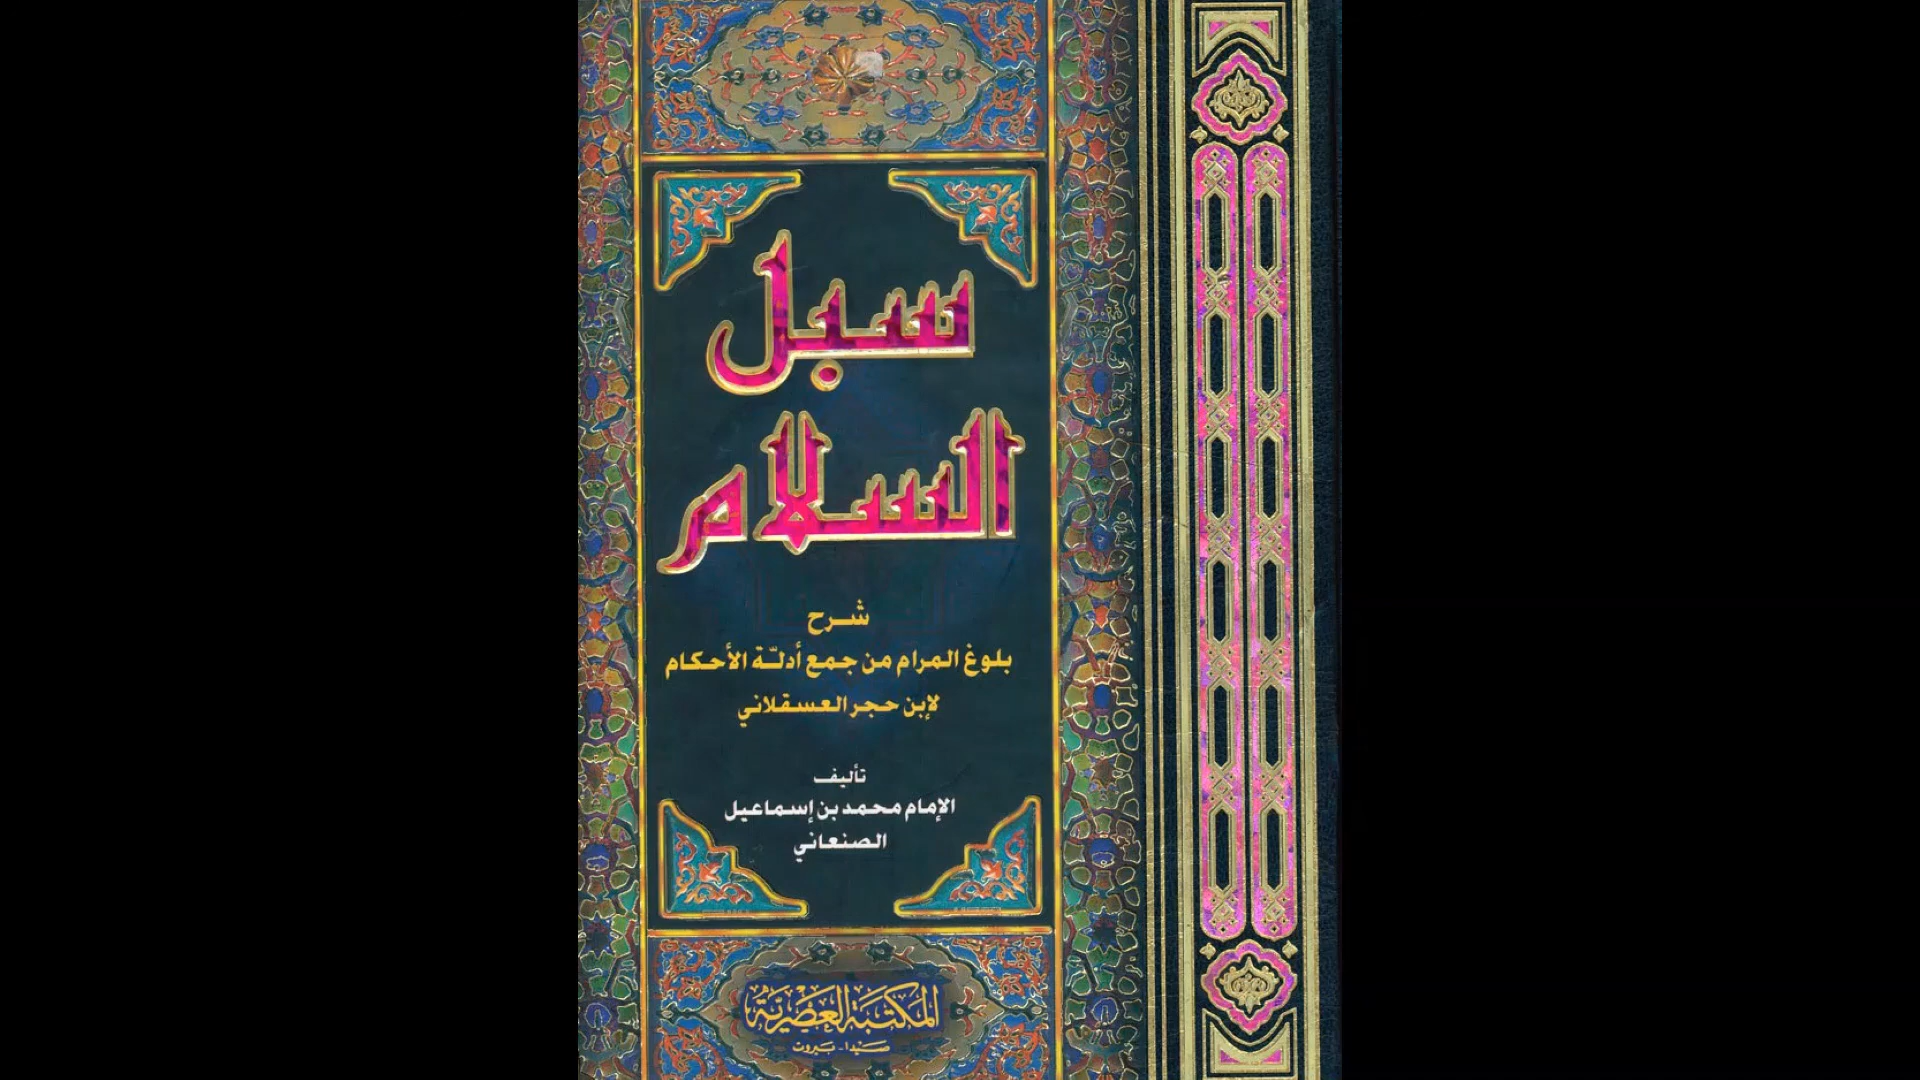 سبل
السلام
شرح
بلوغ المرام من جمع أدلّة الأحكام
لإبن حجر العسقلاني
تأليف
الإمام محمد بن إسماعيل
الصنعاني
المكتبة العصرية
صيدا - بيروت